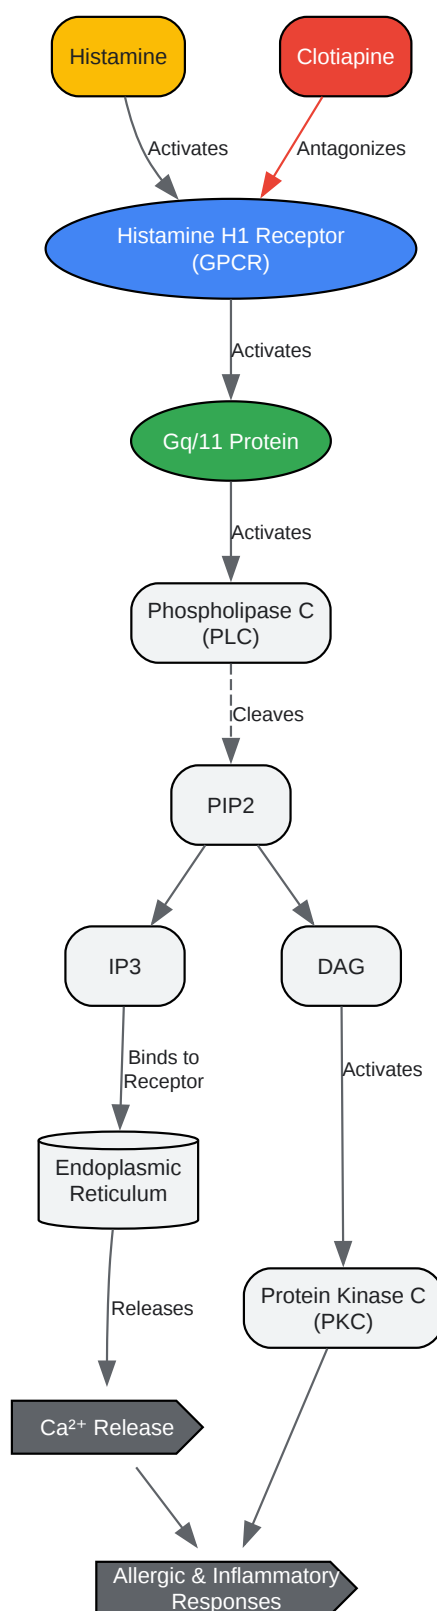 Histamine
Clotiapine
Activates
Antagonizes
Histamine H1 Receptor
(GPCR)
Activates
Gq/11 Protein
Activates
Phospholipase C
(PLC)
Cleaves
PIP2
IP3
DAG
Binds to
Receptor
Activates
Endoplasmic
Reticulum
Releases
Protein Kinase C
(PKC)
Ca²⁺ Release
Allergic & Inflammatory
Responses